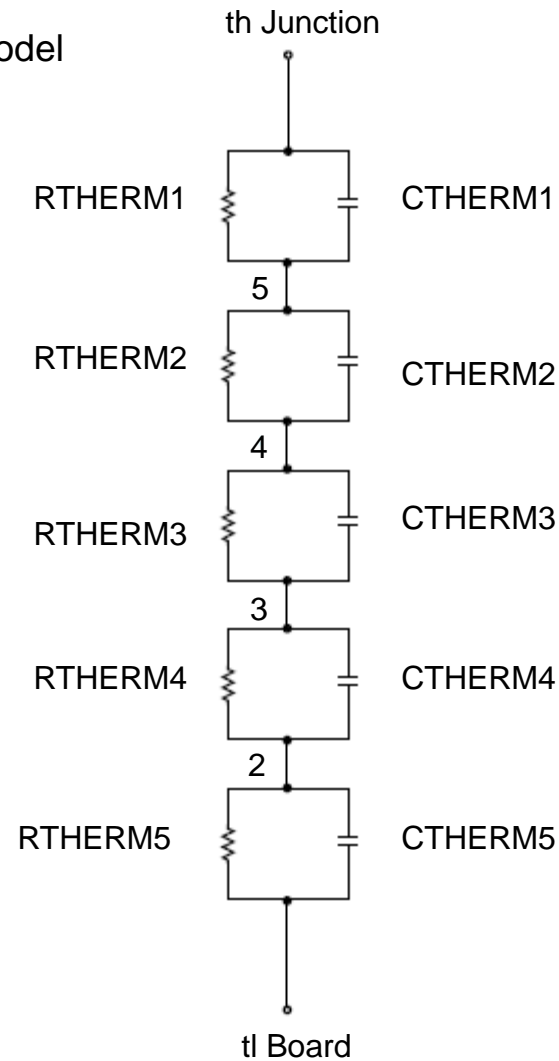 th Junction
odel
RTHERM1 CTHERM1
5
RTHERM2 CTHERM2
4
RTHERM3 CTHERM3
3
RTHERM4 CTHERM4
2
RTHERM5 CTHERM5
tl Board